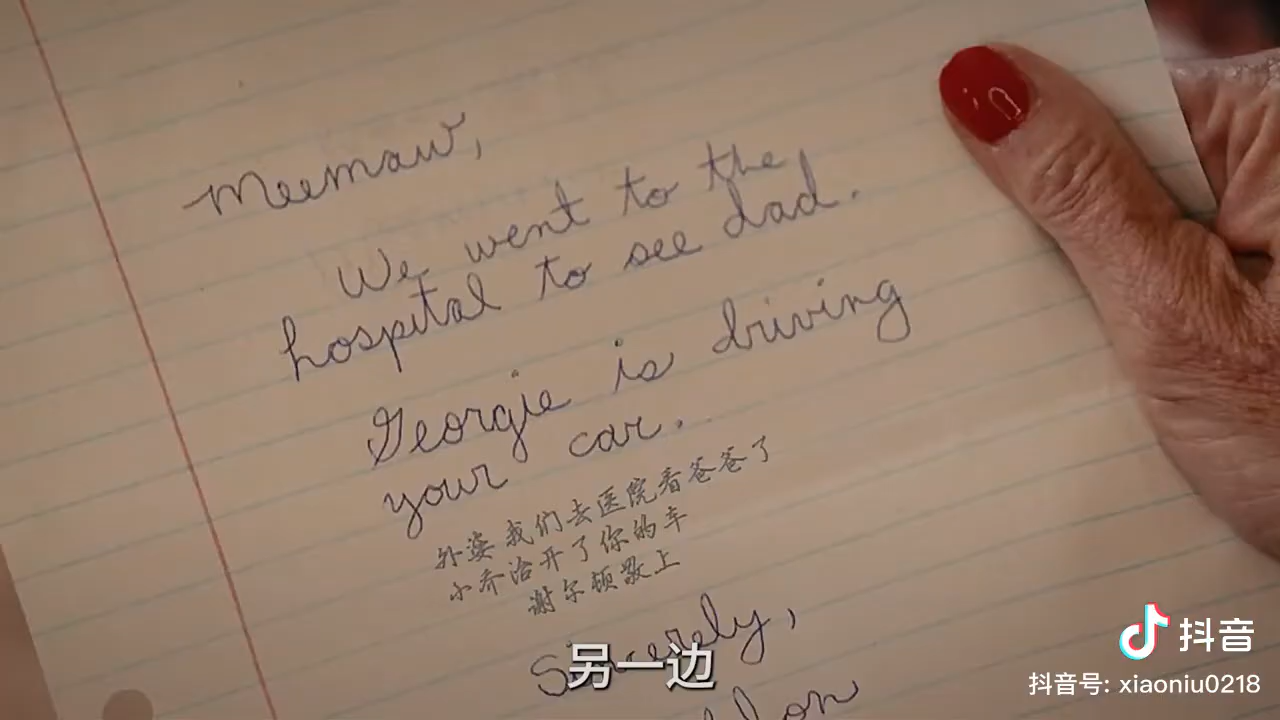 Meemaw,
We went to the
hospital to see dad.
Georgie is driving
your car.
外婆 我们去医院看爸爸了
小乔治开了你的车
谢尔顿敬上
Sincerely,
另一边
抖音
抖音号: xiaoniu0218